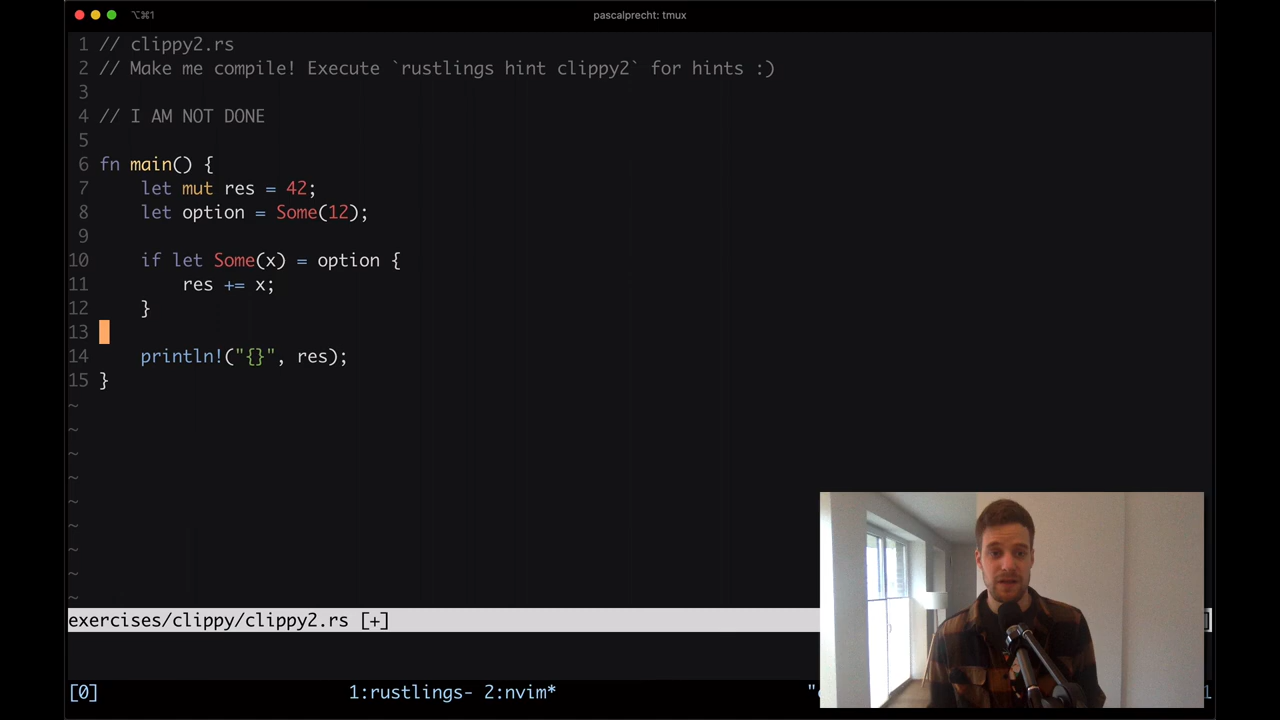 ⌥⌘1
pascalprecht: tmux
1 // clippy2.rs
2 // Make me compile! Execute `rustlings hint clippy2` for hints :)
3
4 // I AM NOT DONE
5
6 fn main() {
7     let mut res = 42;
8     let option = Some(12);
9
10     if let Some(x) = option {
11         res += x;
12     }
13
14     println!("{}", res);
15 }
~
~
~
~
~
~
~
~
~
exercises/clippy/clippy2.rs [+]
[0] 1:rustlings- 2:nvim*